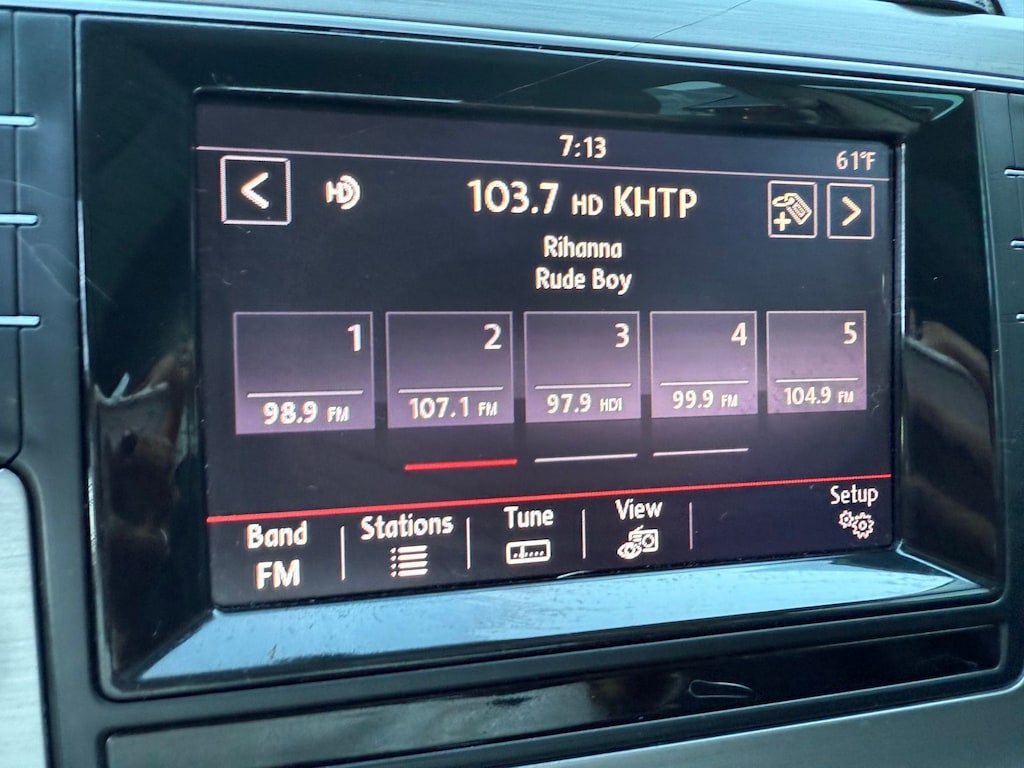 7:13
61°F
HD
103.7 HD KHTP
Rihanna
Rude Boy
1 2 3 4 5
98.9 FM 107.1 FM 97.9 HD1 99.9 FM 104.9 FM
Band Stations Tune View Setup
FM